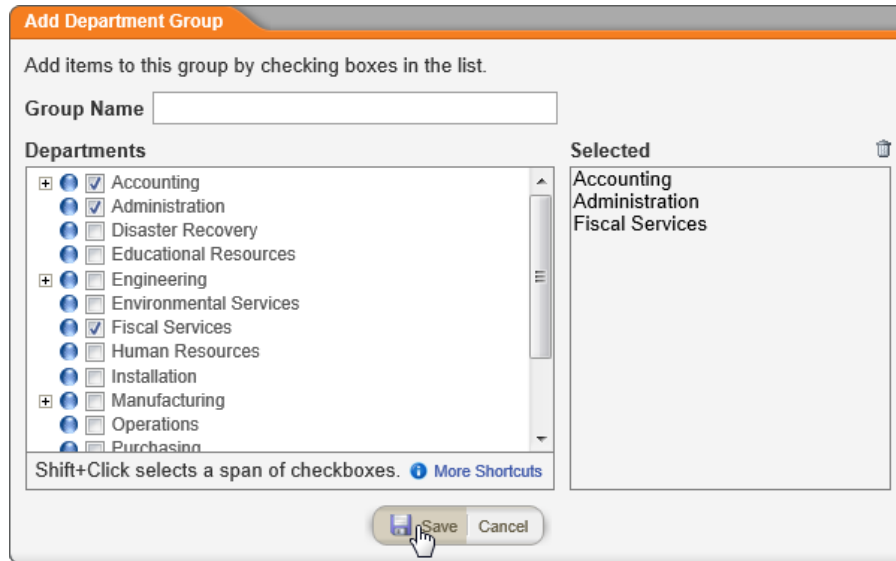 Add Department Group
Add items to this group by checking boxes in the list.
Group Name
Departments
Accounting
Administration
Disaster Recovery
Educational Resources
Engineering
Environmental Services
Fiscal Services
Human Resources
Installation
Manufacturing
Operations
Purchasing
Shift+Click selects a span of checkboxes. More Shortcuts
Selected
Accounting
Administration
Fiscal Services
Save Cancel